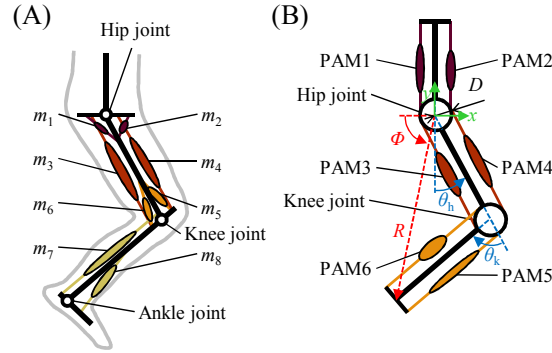 (A)
Hip joint
m1
m2
m3
m4
m5
m6
Knee joint
m7
m8
Ankle joint
(B)
PAM1
PAM2
Hip joint
y
D
x
Φ
PAM3
PAM4
θh
Knee joint
R
θk
PAM6
PAM5